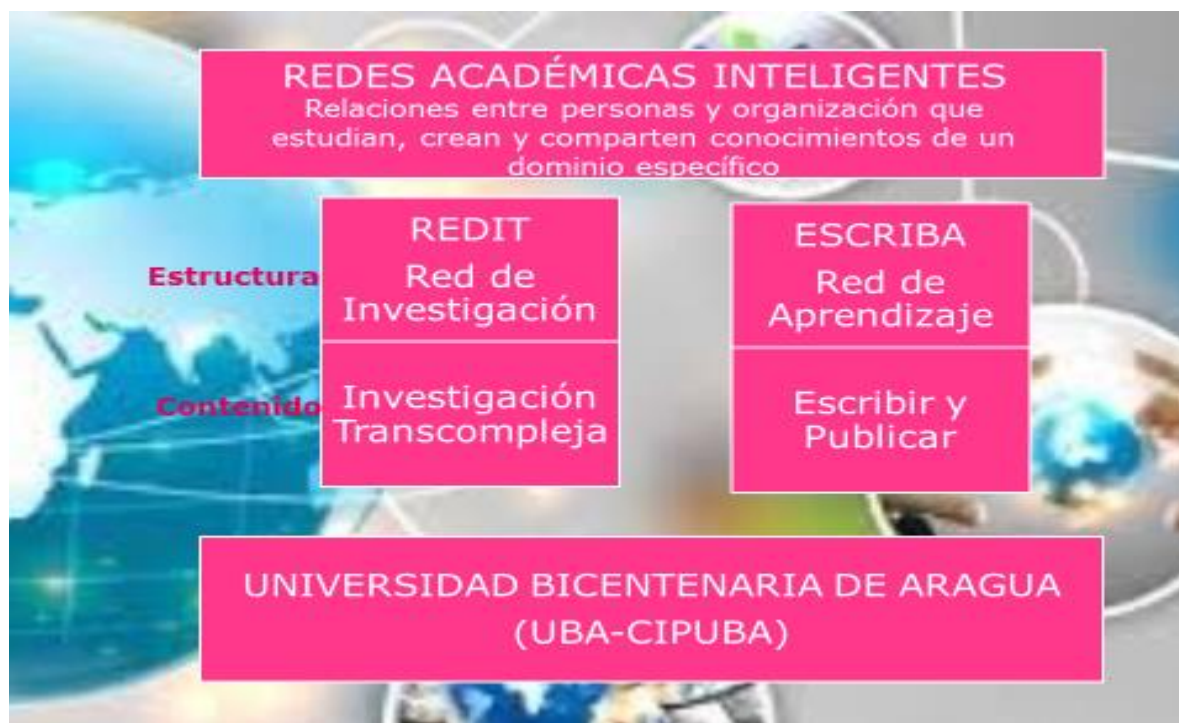 REDES ACADÉMICAS INTELIGENTES
Relaciones entre personas y organización que
estudian, crean y comparten conocimientos de un
dominio específico
Estructura
REDIT
Red de
Investigación
ESCRIBA
Red de
Aprendizaje
Contenido
Investigación
Transcompleja
Escribir y
Publicar
UNIVERSIDAD BICENTENARIA DE ARAGUA
(UBA-CIPUBA)